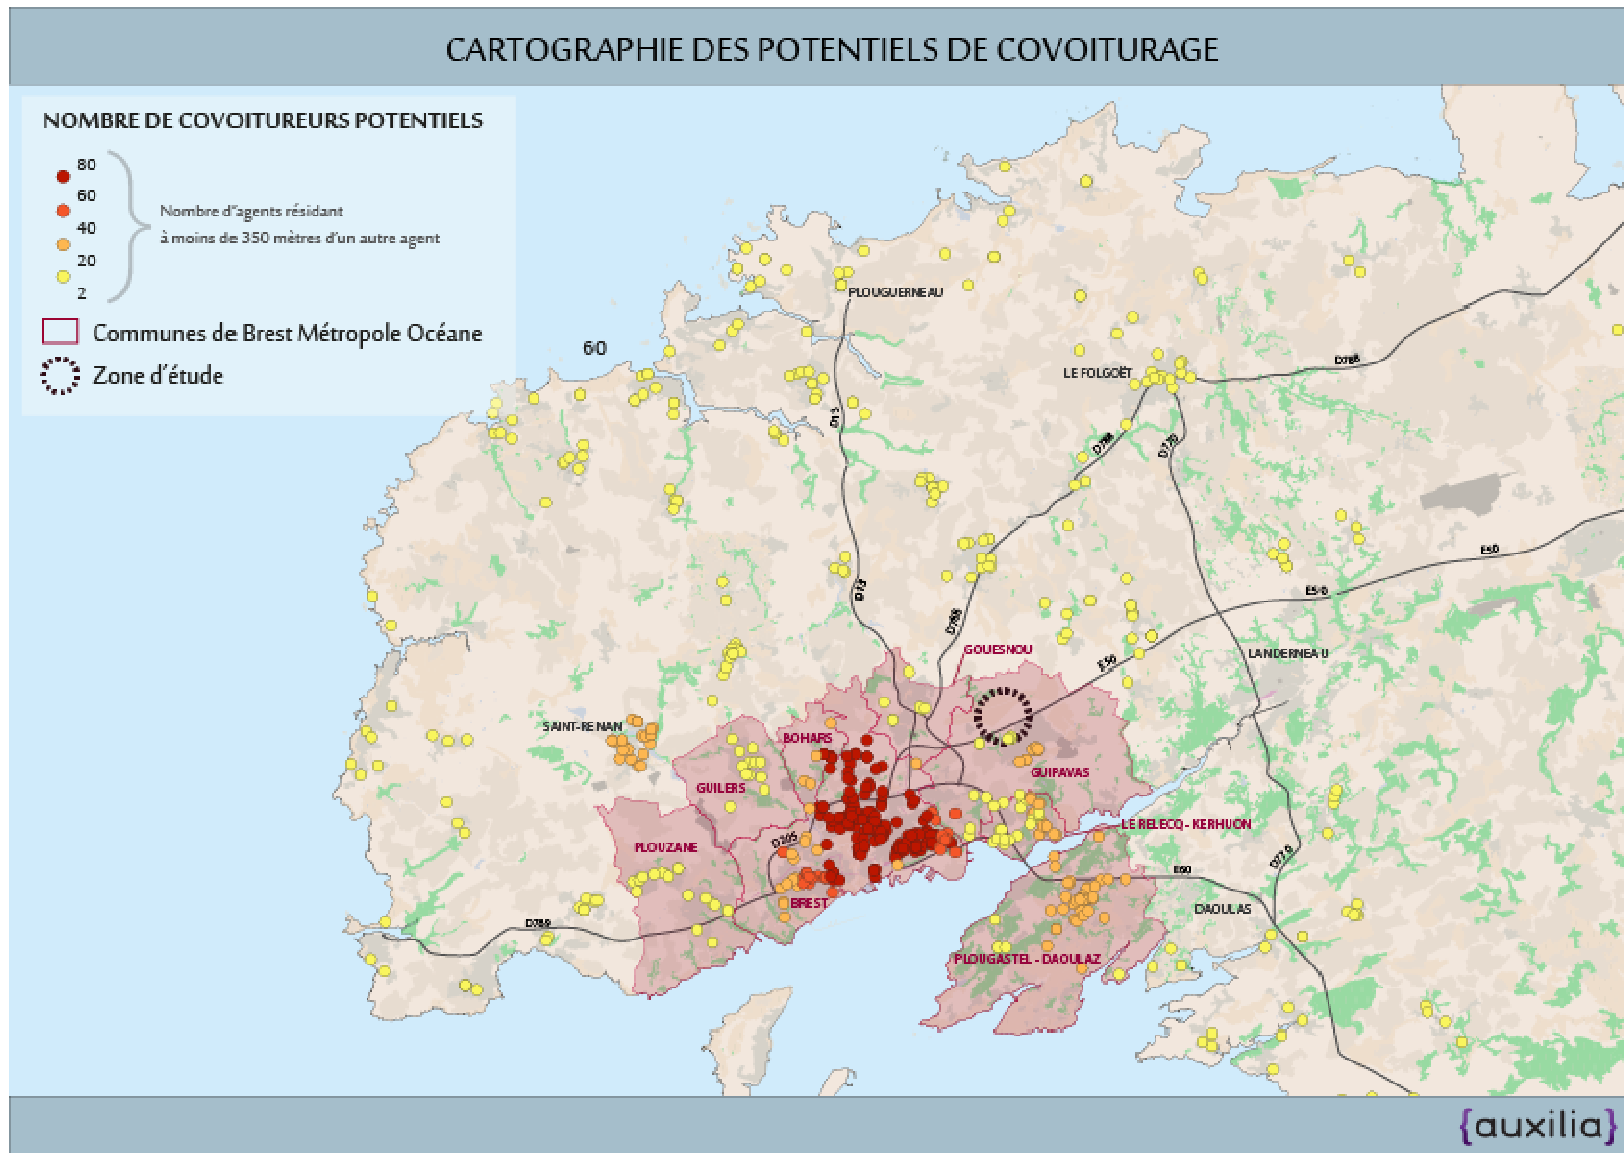 CARTOGRAPHIE DES POTENTIELS DE COVOITURAGE
NOMBRE DE COVOITUREURS POTENTIELS
80
60
40
20
2
Nombre d'agents résidant
à moins de 350 mètres d'un autre agent
Communes de Brest Métropole Océane
Zone d'étude
60
PLOUGUERNEAU
LE FOLGOËT
D788
D13
D788
D770
E50
D13
E50
D788
GOUESNOU
LANDERNEAU
E50
SAINT-RENAN
BOHARS
GUIPAVAS
GUILERS
LE RELECQ - KERHUON
D205
PLOUZANE
D770
E60
BREST
DAOULAS
D789
PLOUGASTEL - DAOULAZ
{auxilia}